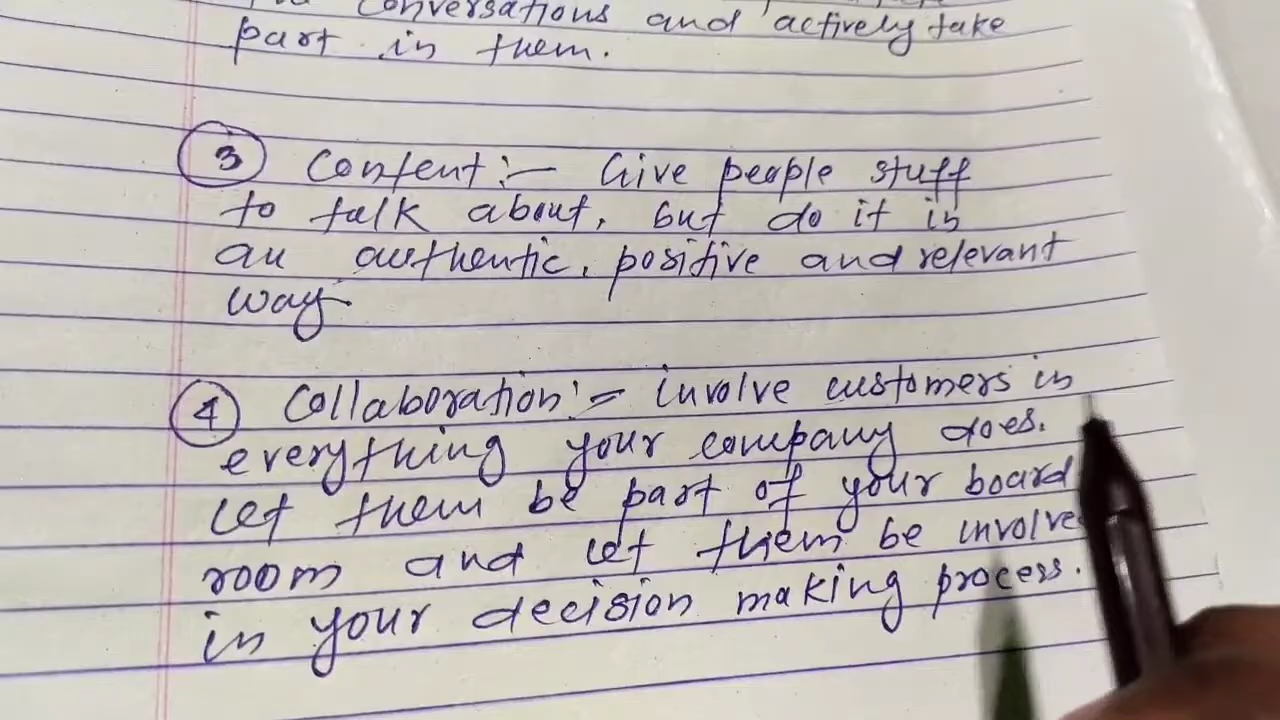 conversations and actively take
part in them.
3 Content:- Give people stuff
to talk about, but do it in
an authentic, positive and relevant
way.
4 Collaboration:- involve customers in
everything your company does.
Let them be part of your board
room and let them be involve
in your decision making process.